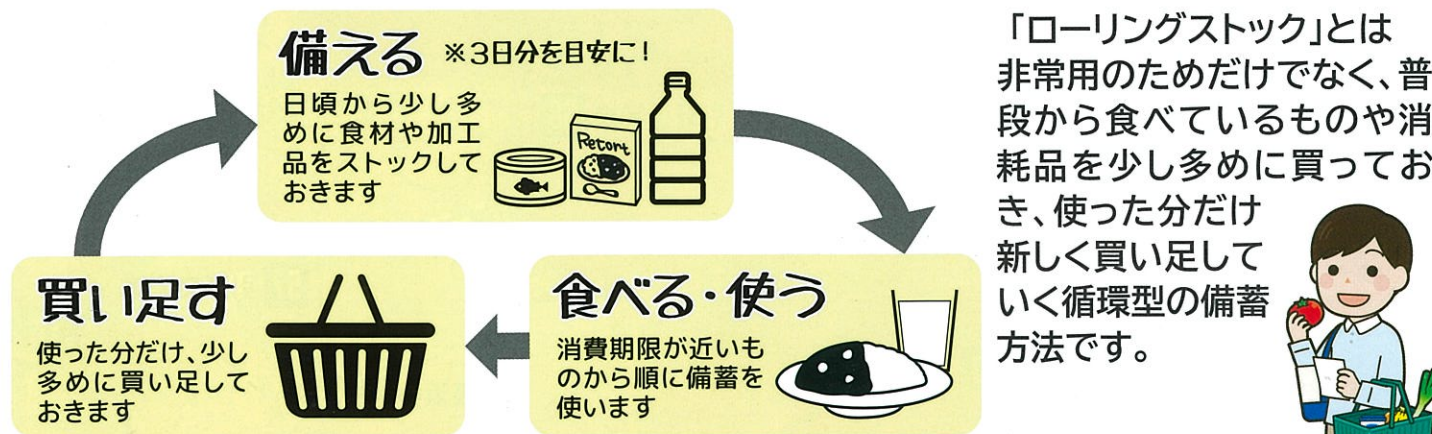 備える ※3日分を目安に!
日頃から少し多
めに食材や加工
品をストックして
おきます
Retort
食べる・使う
消費期限が近いも
のから順に備蓄を
使います
買い足す
使った分だけ、少し
多めに買い足して
おきます
「ローリングストック」とは
非常用のためだけでなく、普
段から食べているものや消
耗品を少し多めに買ってお
き、使った分だけ
新しく買い足して
いく循環型の備蓄
方法です。